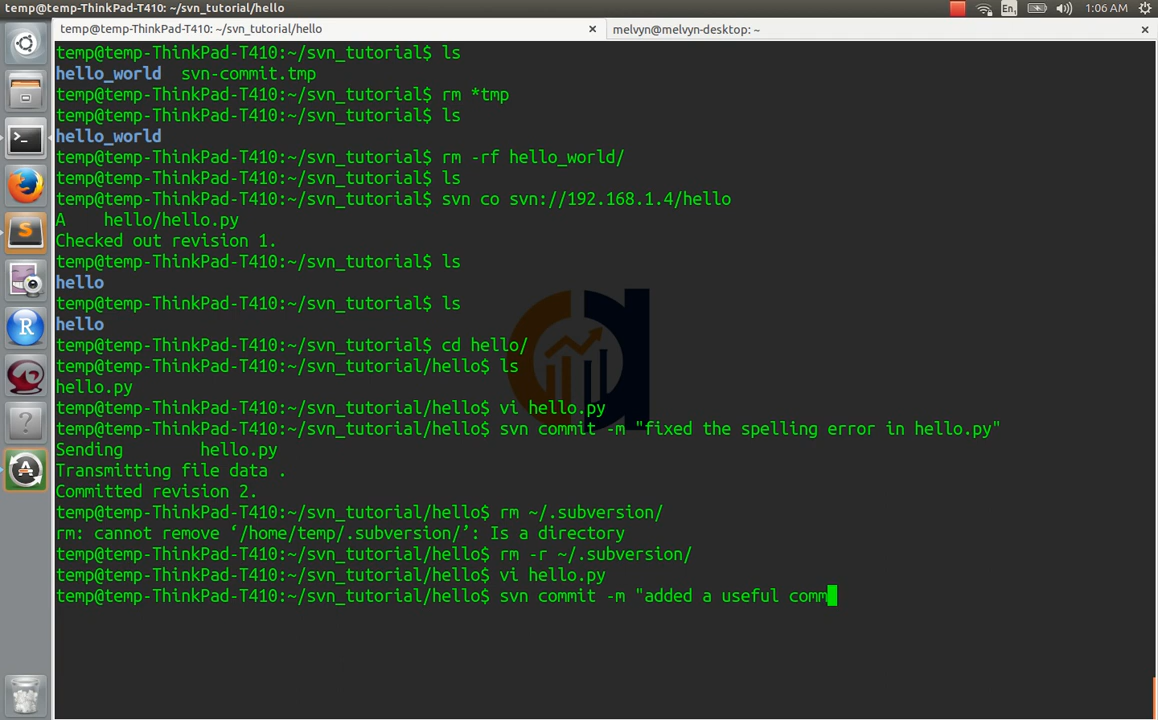 temp@temp-ThinkPad-T410: ~/svn_tutorial/hello
En
1:06 AM
temp@temp-ThinkPad-T410: ~/svn_tutorial/hello × melvyn@melvyn-desktop: ~ ×
temp@temp-ThinkPad-T410:~/svn_tutorial$ ls
hello_world  svn-commit.tmp
temp@temp-ThinkPad-T410:~/svn_tutorial$ rm *tmp
temp@temp-ThinkPad-T410:~/svn_tutorial$ ls
hello_world
temp@temp-ThinkPad-T410:~/svn_tutorial$ rm -rf hello_world/
temp@temp-ThinkPad-T410:~/svn_tutorial$ ls
temp@temp-ThinkPad-T410:~/svn_tutorial$ svn co svn://192.168.1.4/hello
A    hello/hello.py
Checked out revision 1.
temp@temp-ThinkPad-T410:~/svn_tutorial$ ls
hello
temp@temp-ThinkPad-T410:~/svn_tutorial$ ls
hello
temp@temp-ThinkPad-T410:~/svn_tutorial$ cd hello/
temp@temp-ThinkPad-T410:~/svn_tutorial/hello$ ls
hello.py
temp@temp-ThinkPad-T410:~/svn_tutorial/hello$ vi hello.py
temp@temp-ThinkPad-T410:~/svn_tutorial/hello$ svn commit -m "fixed the spelling error in hello.py"
Sending        hello.py
Transmitting file data .
Committed revision 2.
temp@temp-ThinkPad-T410:~/svn_tutorial/hello$ rm ~/.subversion/
rm: cannot remove ‘/home/temp/.subversion/’: Is a directory
temp@temp-ThinkPad-T410:~/svn_tutorial/hello$ rm -r ~/.subversion/
temp@temp-ThinkPad-T410:~/svn_tutorial/hello$ vi hello.py
temp@temp-ThinkPad-T410:~/svn_tutorial/hello$ svn commit -m "added a useful comm